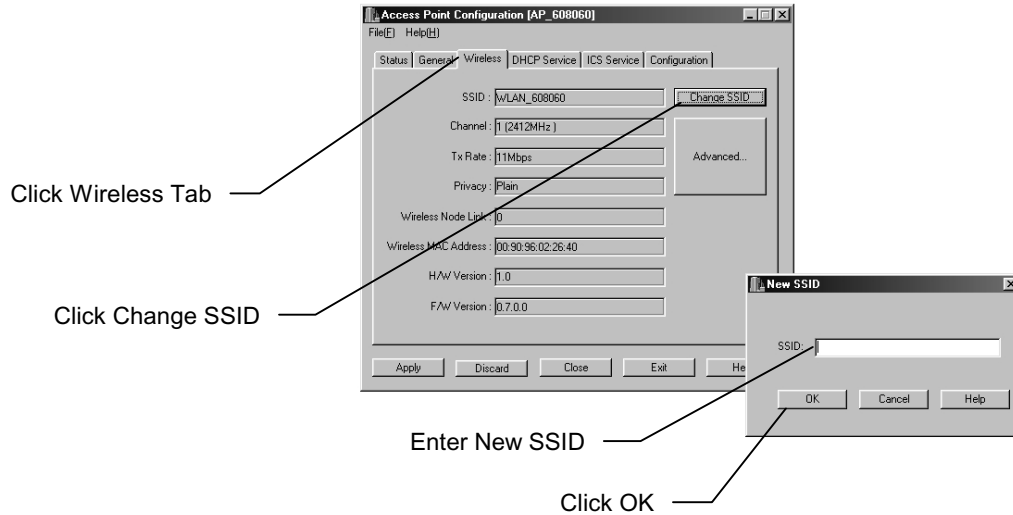 Access Point Configuration [AP_608060]
File(F) Help(H)
Status General Wireless DHCP Service ICS Service Configuration
SSID : WLAN_608060 Change SSID
Channel : 1 (2412MHz )
Tx Rate : 11Mbps Advanced...
Privacy : Plain
Click Wireless Tab
Wireless Node Link : 0
Wireless MAC Address : 00:90:96:02:26:40
H/W Version : 1.0
New SSID
F/W Version : 0.7.0.0
Click Change SSID
SSID:
Apply Discard Close Exit He
OK Cancel Help
Enter New SSID
Click OK